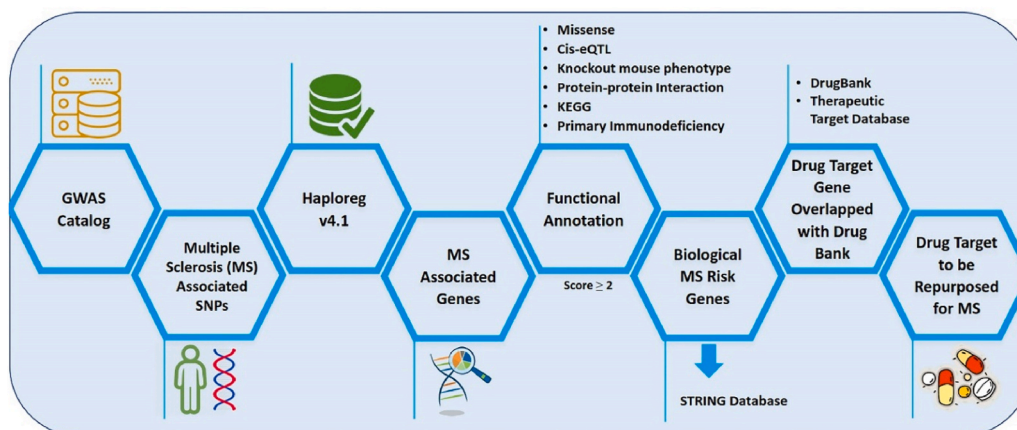 • Missense
• Cis-eQTL
• Knockout mouse phenotype
• Protein-protein Interaction
• KEGG
• Primary Immunodeficiency
• DrugBank
• Therapeutic
Target Database
GWAS
Catalog
Multiple
Sclerosis (MS)
Associated
SNPs
Haploreg
v4.1
MS
Associated
Genes
Functional
Annotation
Score ≥ 2
Biological
MS Risk
Genes
STRING Database
Drug Target
Gene
Overlapped
with Drug
Bank
Drug Target
to be
Repurposed
for MS